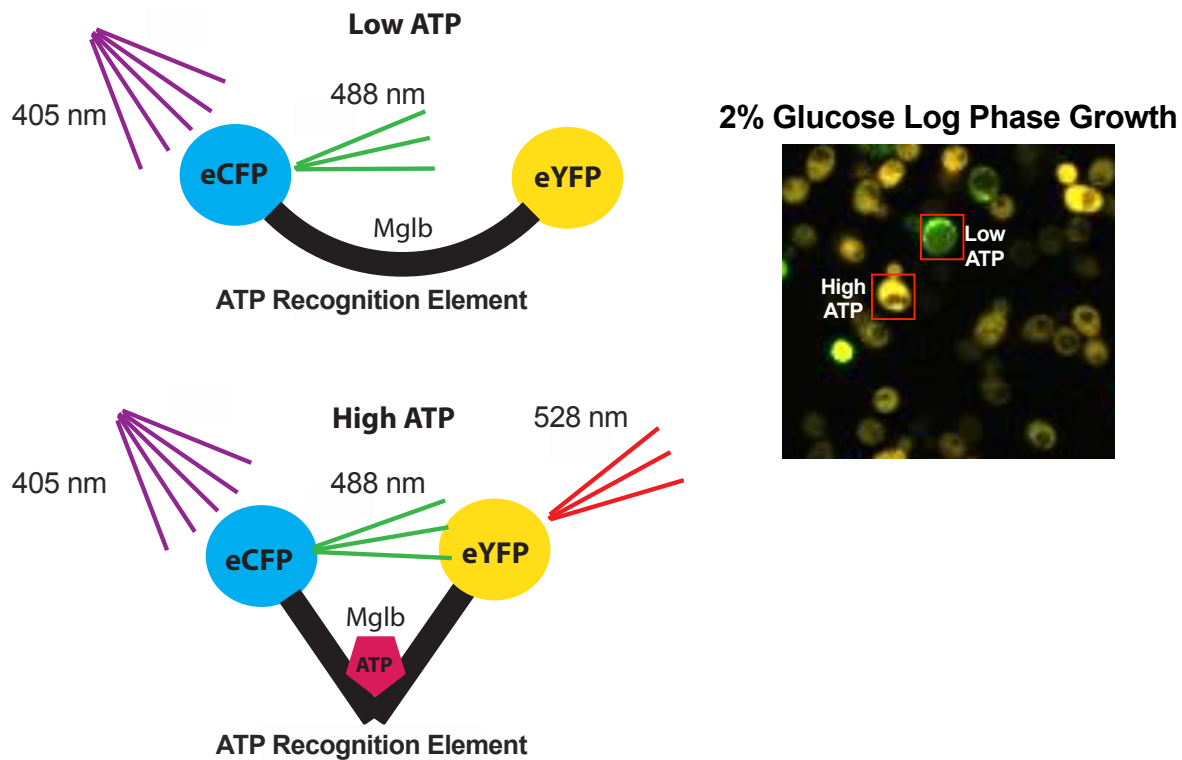 Low ATP
405 nm
488 nm
eCFP
eYFP
Mglb
ATP Recognition Element
High ATP
528 nm
405 nm
488 nm
eCFP
eYFP
Mglb
ATP
ATP Recognition Element
2% Glucose Log Phase Growth
Low
ATP
High
ATP